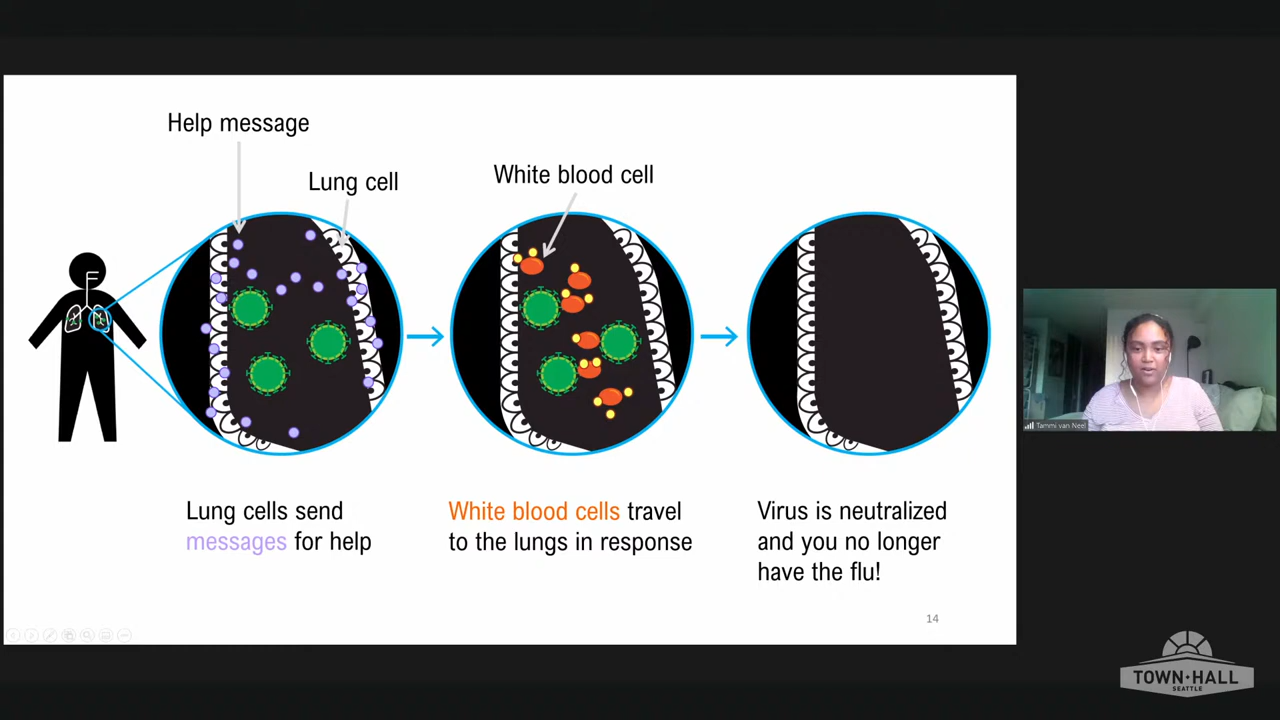 Help message
Lung cell
White blood cell
Lung cells send
messages for help
White blood cells travel
to the lungs in response
Virus is neutralized
and you no longer
have the flu!
14
Tammi van Neel
TOWN HALL
SEATTLE